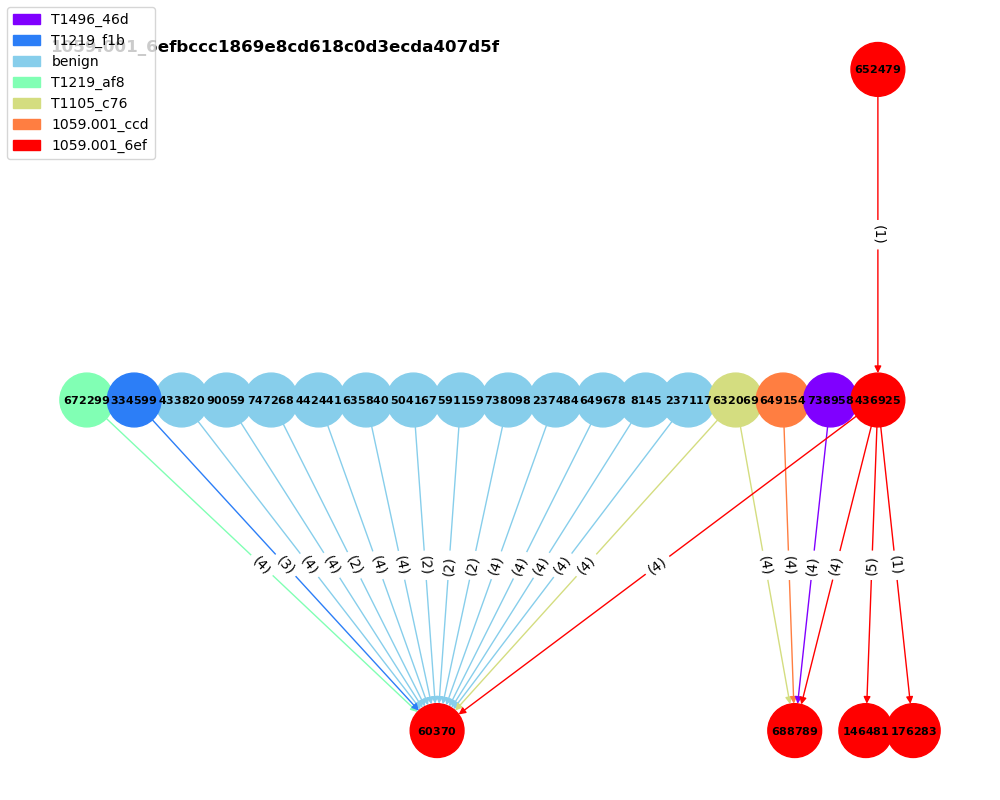 T1496_46d
T1219_f1b
benign
T1219_af8
T1105_c76
1059.001_ccd
1059.001_6ef
1059.001_6efbccc1869e8cd618c0d3ecda407d5f
652479
(1)
672299 334599 433820 90059 747268 442441 635840 504167 591159 738098 237484 649678 8145 237117 632069 649154 738958 436925
(4) (3) (4) (4) (2) (4) (4) (2) (2) (2) (4) (4) (4) (4) (4) (4) (4) (4) (4) (4) (5) (1)
60370 688789 146481 176283